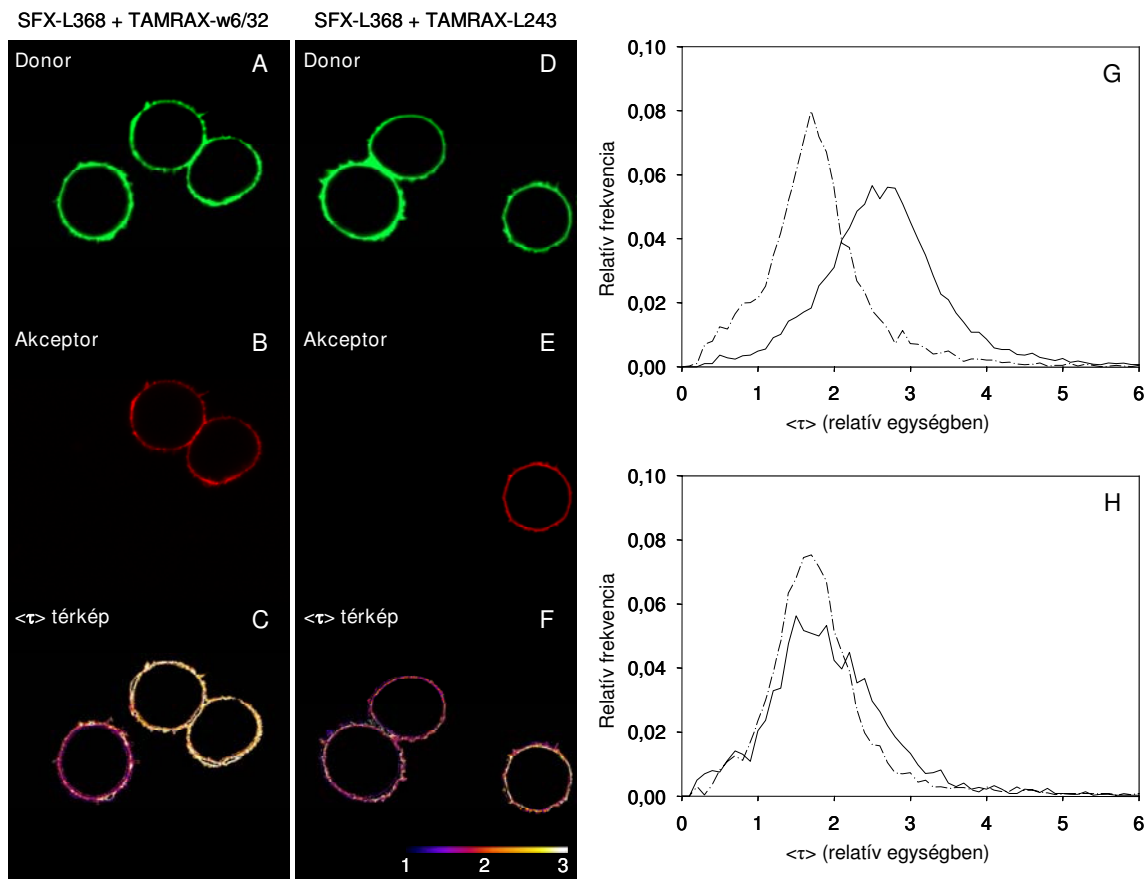 SFX-L368 + TAMRAX-w6/32
SFX-L368 + TAMRAX-L243
Donor
A
Donor
D
Akceptor
B
Akceptor
E
<τ> térkép
C
<τ> térkép
F
1 2 3
G
Relatív frekvencia
0,10
0,08
0,06
0,04
0,02
0,00
0 1 2 3 4 5 6
<τ> (relatív egységben)
H
Relatív frekvencia
0,10
0,08
0,06
0,04
0,02
0,00
0 1 2 3 4 5 6
<τ> (relatív egységben)